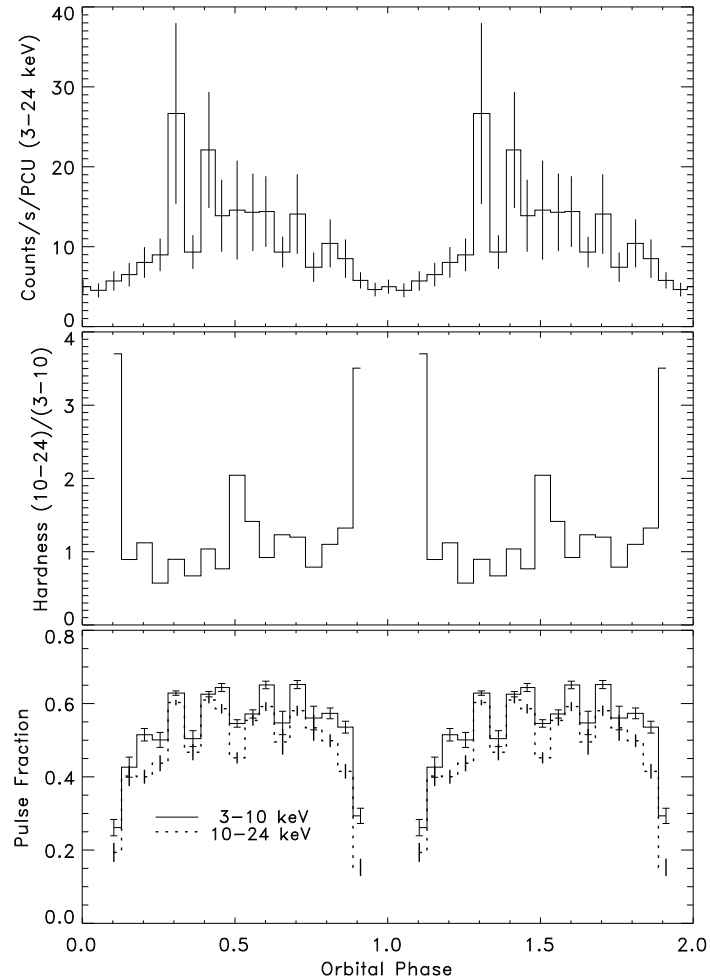 40
30
20
10
0
Counts/s/PCU (3−24 keV)
4
3
2
1
0
Hardness (10−24)/(3−10)
0.8
0.6
0.4
0.2
0.0
Pulse Fraction
3−10 keV
10−24 keV
0.0 0.5 1.0 1.5 2.0
Orbital Phase